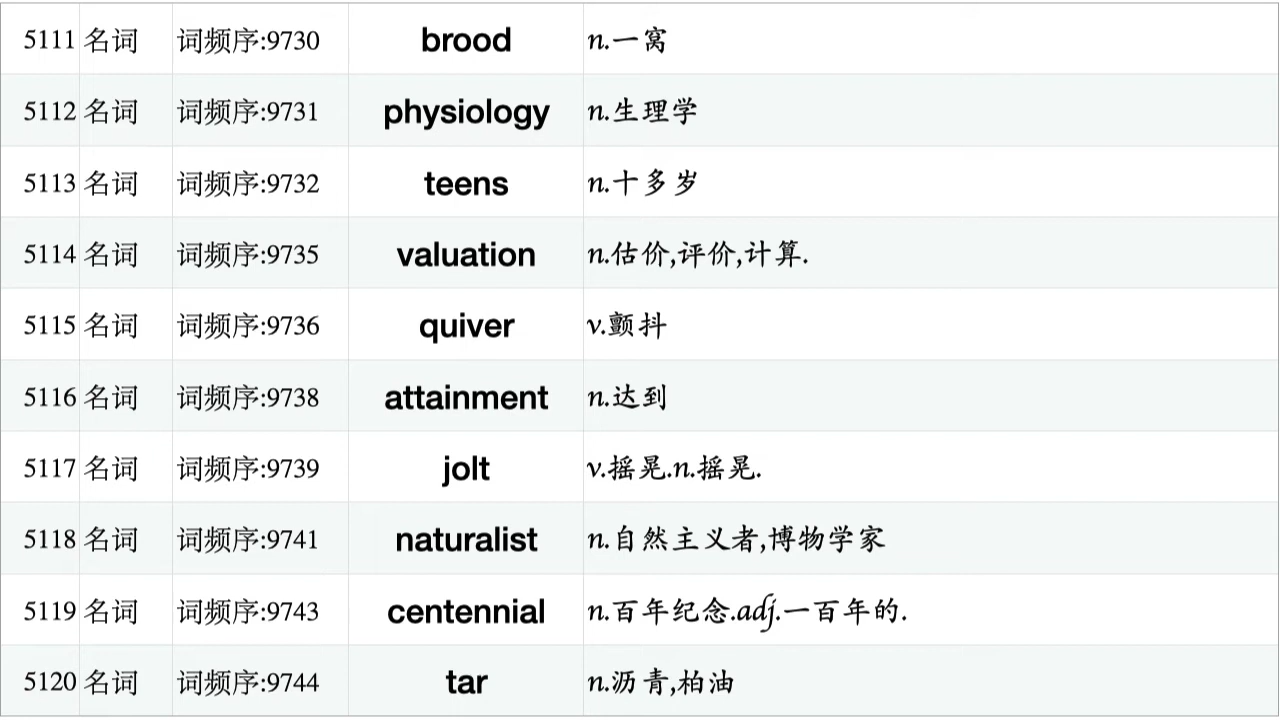 5111 名词 词频序:9730 brood n.一窝
5112 名词 词频序:9731 physiology n.生理学
5113 名词 词频序:9732 teens n.十多岁
5114 名词 词频序:9735 valuation n.估价,评价,计算.
5115 名词 词频序:9736 quiver v.颤抖
5116 名词 词频序:9738 attainment n.达到
5117 名词 词频序:9739 jolt v.摇晃.n.摇晃.
5118 名词 词频序:9741 naturalist n.自然主义者,博物学家
5119 名词 词频序:9743 centennial n.百年纪念.adj.一百年的.
5120 名词 词频序:9744 tar n.沥青,柏油